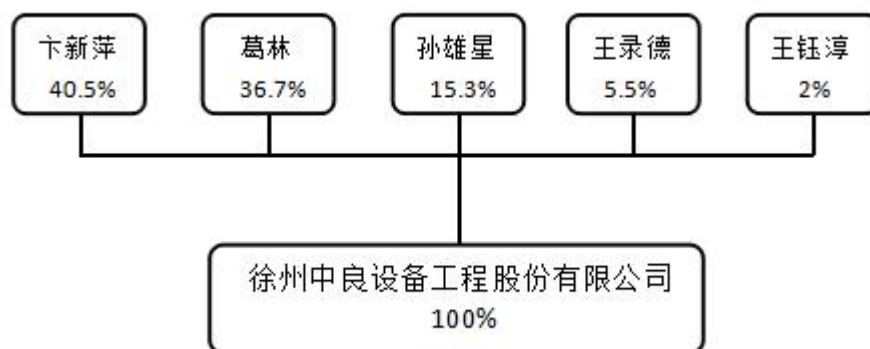 卞新萍
40.5%
葛林
36.7%
孙雄星
15.3%
王录德
5.5%
王钰淳
2%
徐州中良设备工程股份有限公司
100%